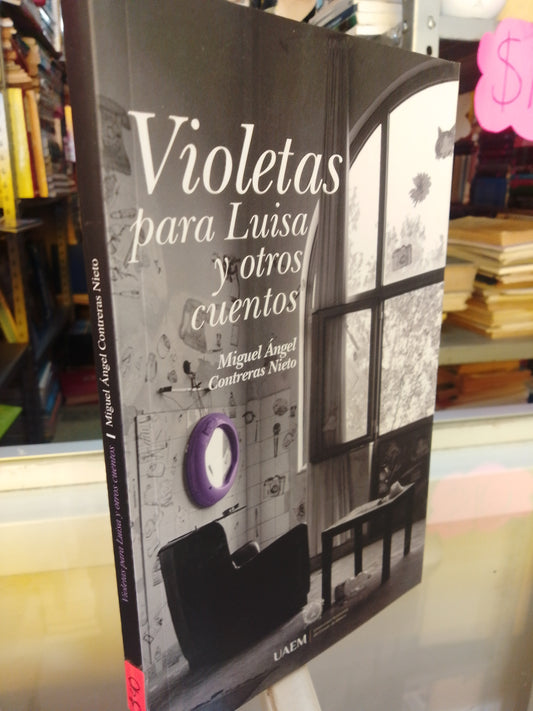 Violetas
para Luisa
y otros
cuentos
Miguel Ángel
Contreras Nieto
UAEM
Violetas para Luisa y otros cuentos | Miguel Ángel Contreras Nieto
$